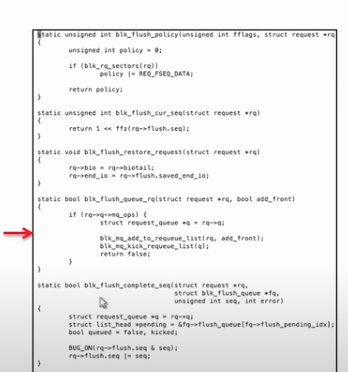 static unsigned int blk_flush_policy(unsigned int fflags, struct request *rq
{
unsigned int policy = 0;
if (blk_rq_sectors(rq))
policy |= REQ_FSEQ_DATA;
return policy;
}
static unsigned int blk_flush_cur_seq(struct request *rq)
{
return 1 << ffz(rq->flush.seq);
}
static void blk_flush_restore_request(struct request *rq)
{
rq->bio = rq->biotail;
rq->end_io = rq->flush.saved_end_io;
}
static bool blk_flush_queue_rq(struct request *rq, bool add_front)
{
if (rq->q->mq_ops) {
struct request_queue *q = rq->q;
blk_mq_add_to_requeue_list(rq, add_front);
blk_mq_kick_requeue_list(q);
return false;
}
}
static bool blk_flush_complete_seq(struct request *rq,
struct blk_flush_queue *fq,
unsigned int seq, int error)
{
struct request_queue *q = rq->q;
struct list_head *pending = &fq->flush_queue[fq->flush_pending_idx];
bool queued = false, kicked;
BUG_ON(rq->flush.seq & seq);
rq->flush.seq |= seq;
}